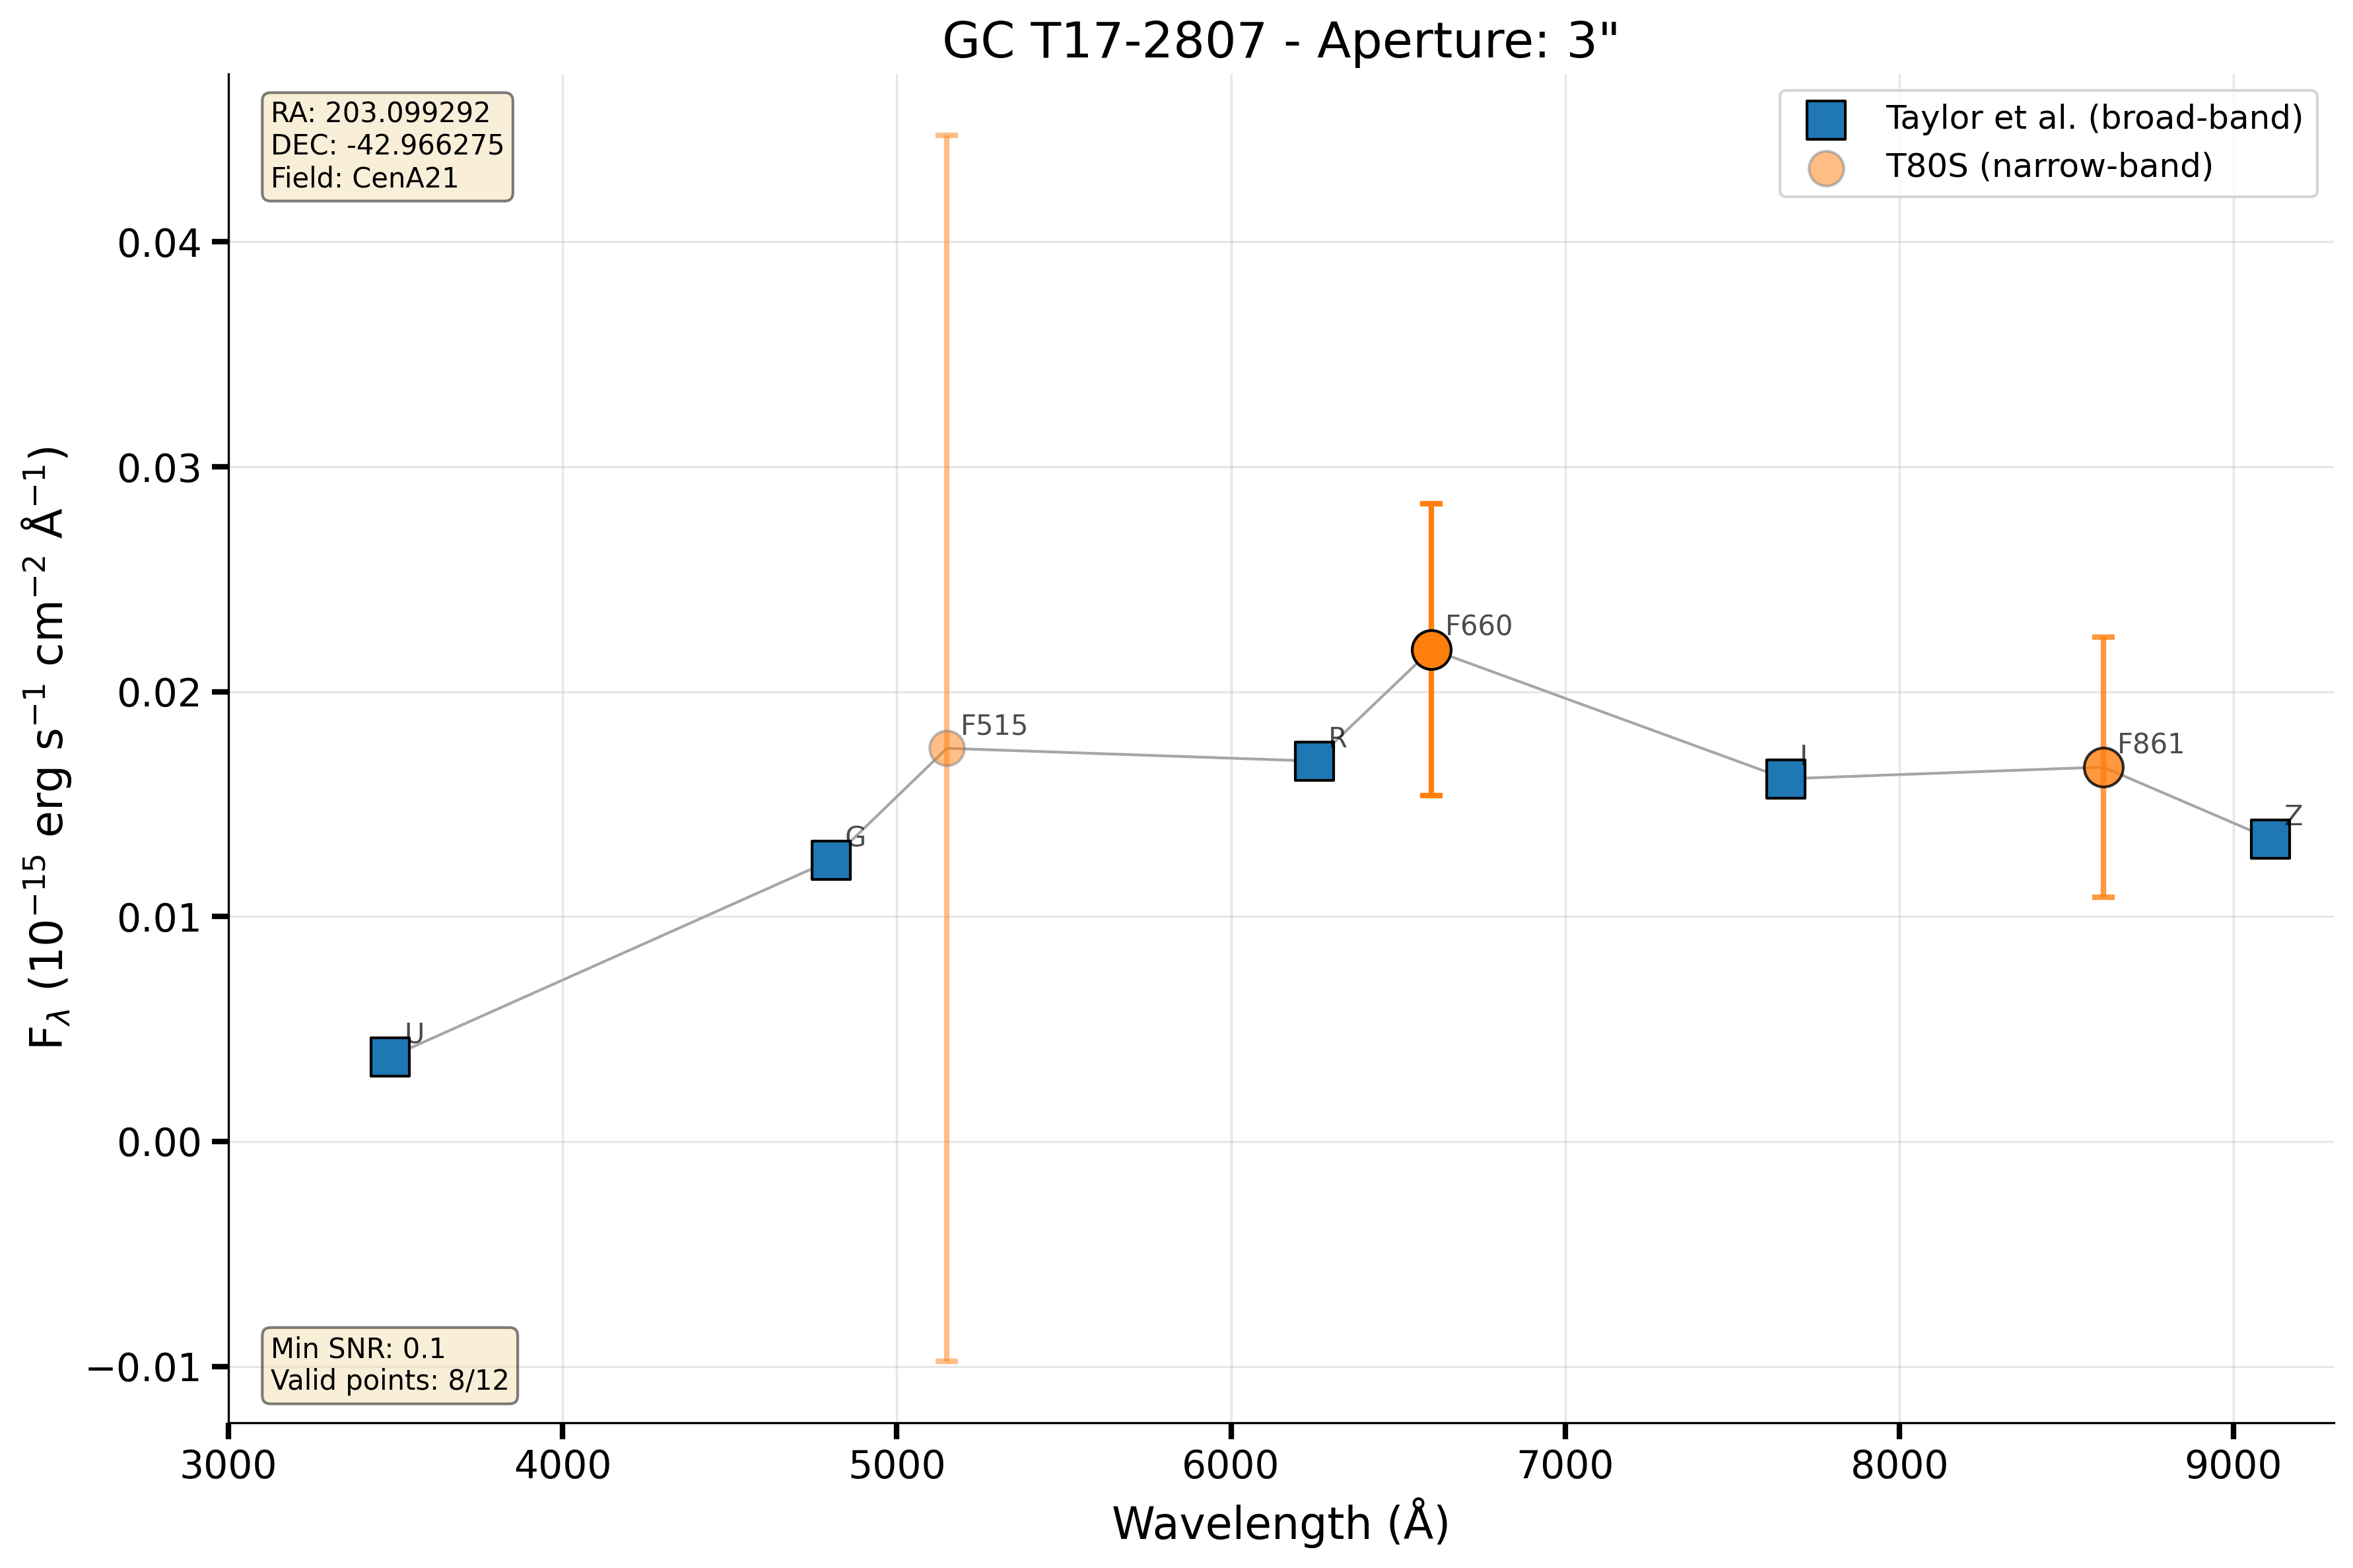 GC T17-2807 - Aperture: 3"
RA: 203.099292
DEC: -42.966275
Field: CenA21
Taylor et al. (broad-band)
T80S (narrow-band)
F$_{\lambda}$ (10$^{-15}$ erg s$^{-1}$ cm$^{-2}$ Å$^{-1}$)
0.04
0.03
0.02
0.01
0.00
−0.01
U
G
F515
R
F660
I
F861
Z
Min SNR: 0.1
Valid points: 8/12
3000 4000 5000 6000 7000 8000 9000
Wavelength (Å)